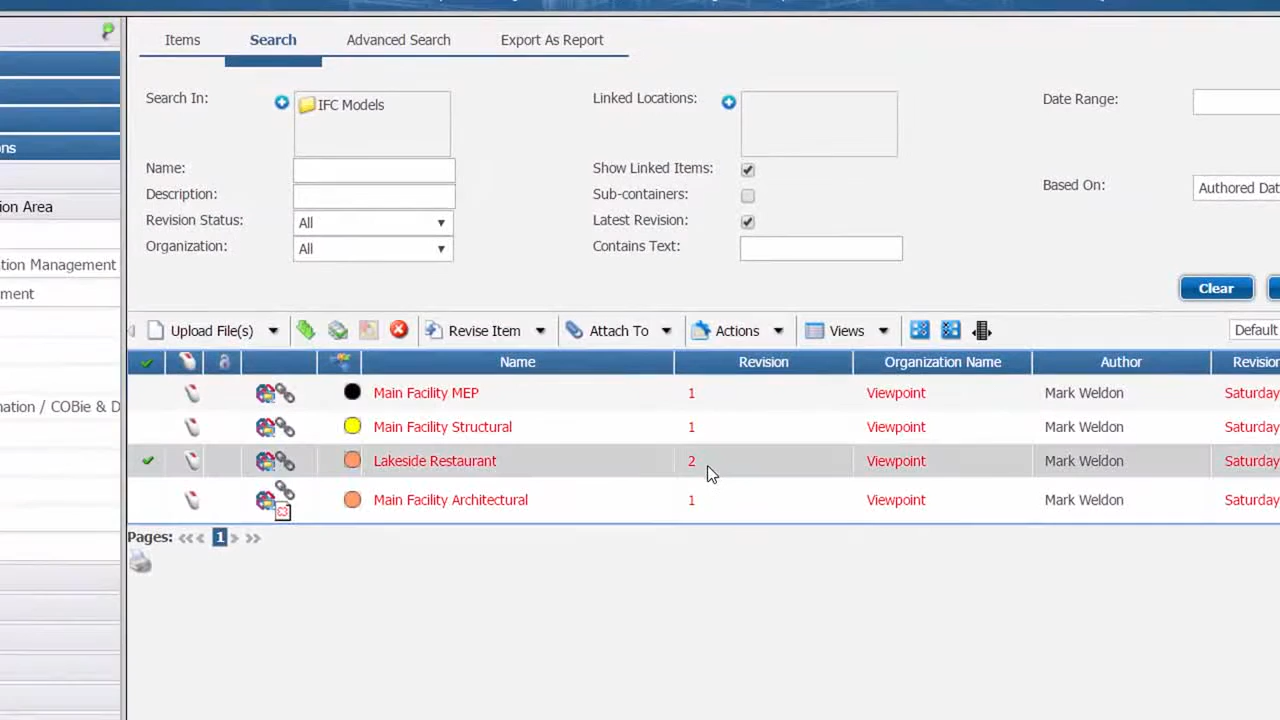 Items Search Advanced Search Export As Report
Search In: IFC Models Linked Locations: Date Range:
Name: Show Linked Items:
Description: Sub-containers: Based On: Authored Dat
Revision Status: All Latest Revision:
Organization: All Contains Text:
Clear
Upload File(s) Revise Item Attach To Actions Views Default
Name Revision Organization Name Author Revision
Main Facility MEP 1 Viewpoint Mark Weldon Saturday
Main Facility Structural 1 Viewpoint Mark Weldon Saturday
Lakeside Restaurant 2 Viewpoint Mark Weldon Saturday
Main Facility Architectural 1 Viewpoint Mark Weldon Saturday
Pages: 1
ons
ion Area
tion Management
ment
nation / COBie & D